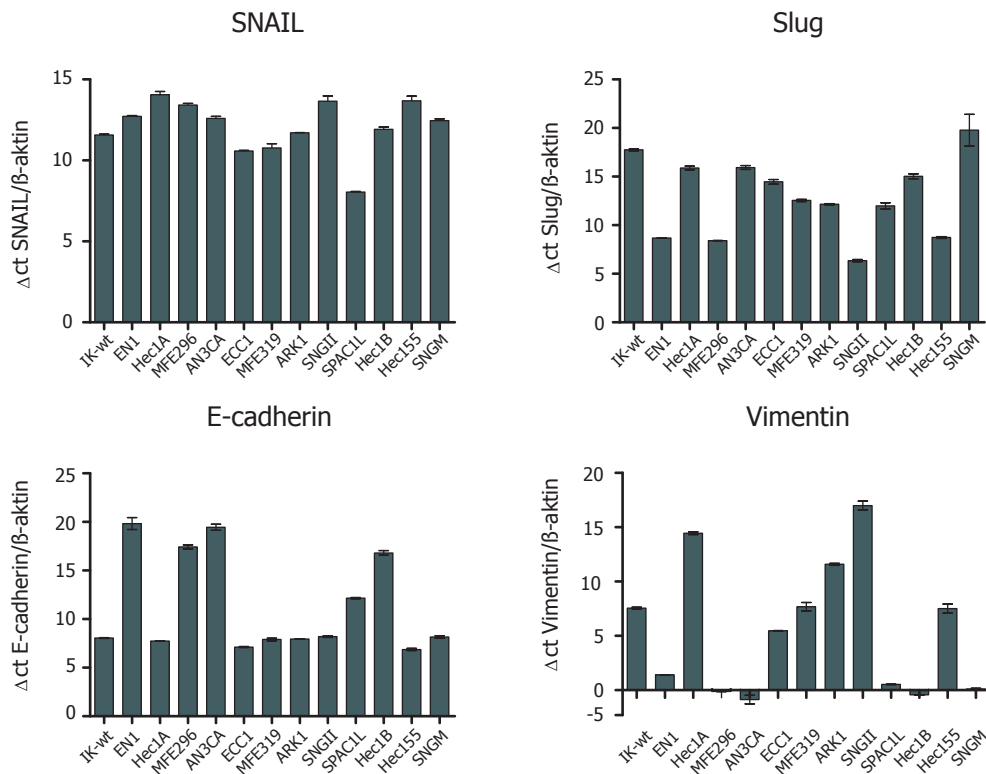 SNAIL
Δct SNAIL/ß-aktin
15
10
5
0
IK-wt
EN1
Hec1A
MFE296
AN3CA
ECC1
MFE319
ARK1
SNGII
SPAC1L
Hec1B
Hec155
SNGM
Slug
Δct Slug/ß-aktin
25
20
15
10
5
0
IK-wt
EN1
Hec1A
MFE296
AN3CA
ECC1
MFE319
ARK1
SNGII
SPAC1L
Hec1B
Hec155
SNGM
E-cadherin
Δct E-cadherin/ß-aktin
25
20
15
10
5
0
IK-wt
EN1
Hec1A
MFE296
AN3CA
ECC1
MFE319
ARK1
SNGII
SPAC1L
Hec1B
Hec155
SNGM
Vimentin
Δct Vimentin/ß-aktin
20
15
10
5
0
-5
IK-wt
EN1
Hec1A
MFE296
AN3CA
ECC1
MFE319
ARK1
SNGII
SPAC1L
Hec1B
Hec155
SNGM